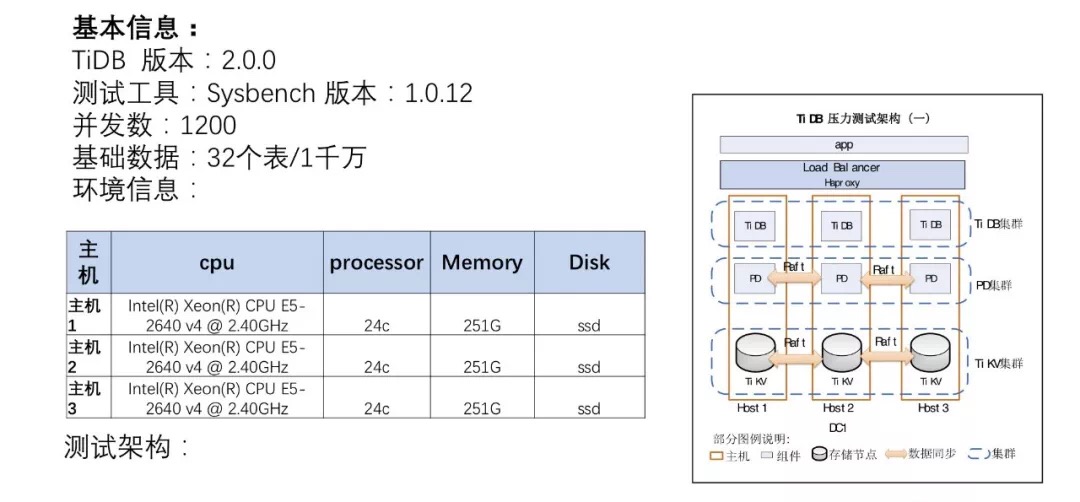 基本信息：
TiDB 版本：2.0.0
测试工具：Sysbench 版本：1.0.12
并发数：1200
基础数据：32个表/1千万
环境信息：
主机 cpu processor Memory Disk
主机1 Intel(R) Xeon(R) CPU E5-2640 v4 @ 2.40GHz 24c 251G ssd
主机2 Intel(R) Xeon(R) CPU E5-2640 v4 @ 2.40GHz 24c 251G ssd
主机3 Intel(R) Xeon(R) CPU E5-2640 v4 @ 2.40GHz 24c 251G ssd
测试架构：
TiDB 压力测试架构（一）
app
Load Balancer
Haproxy
TiDB TiDB TiDB TiDB集群
Raft Raft
PD PD PD PD集群
Raft Raft
TiKV集群
TiKV TiKV TiKV
Host 1 Host 2 Host 3
DC1
部分图例说明:
主机 组件 存储节点 数据同步 集群